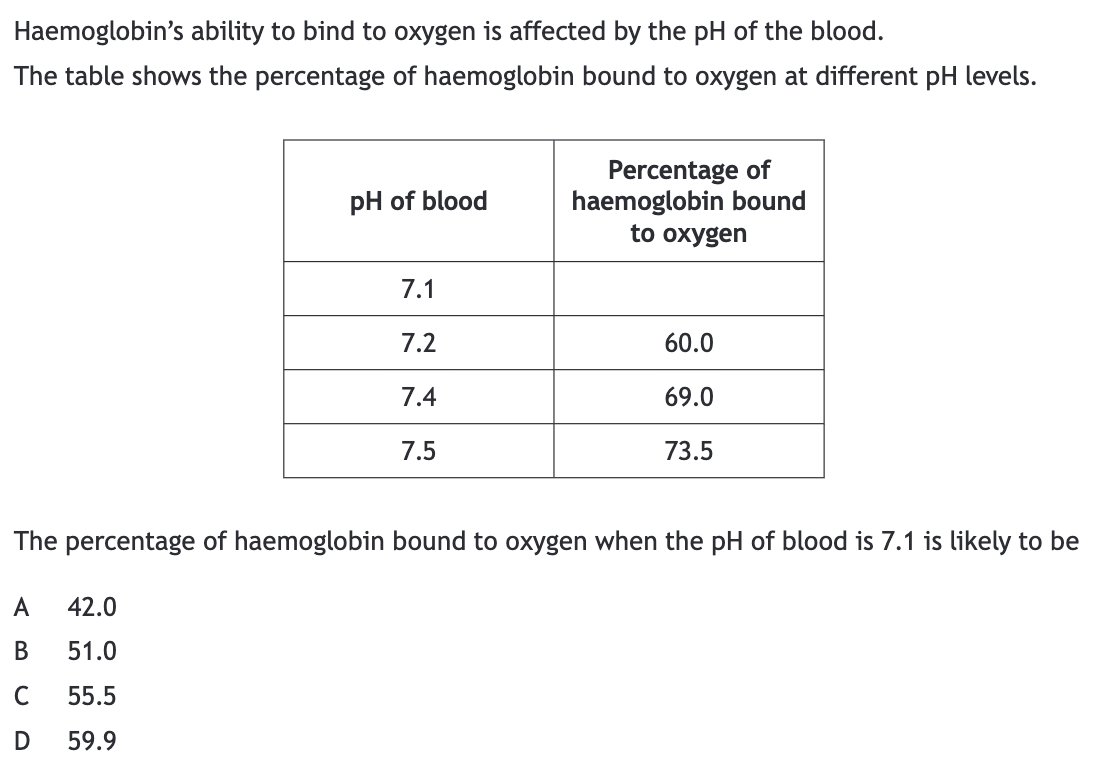 Haemoglobin’s ability to bind to oxygen is affected by the pH of the blood.
The table shows the percentage of haemoglobin bound to oxygen at different pH levels.
pH of blood
Percentage of
haemoglobin bound
to oxygen
7.1
7.2 60.0
7.4 69.0
7.5 73.5
The percentage of haemoglobin bound to oxygen when the pH of blood is 7.1 is likely to be
A 42.0
B 51.0
C 55.5
D 59.9